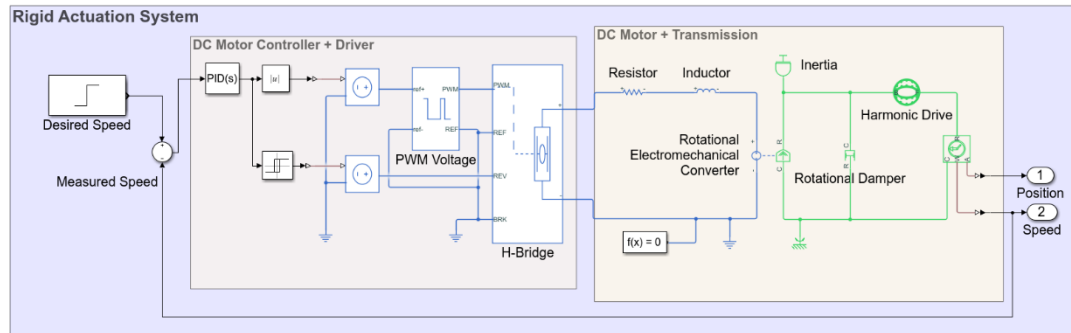 Rigid Actuation System
DC Motor Controller + Driver
DC Motor + Transmission
Desired Speed
+
-
Measured Speed
PID(s)
|u|
ref+
PWM
ref-
REF
PWM Voltage
PWM
REF
REV
BRK
+
-
H-Bridge
Resistor
+
-
Inductor
+
-
Rotational
Electromechanical
Converter
+
-
R
C
Inertia
C
R
Rotational Damper
Harmonic Drive
R
C
W
A
f(x) = 0
1
Position
2
Speed